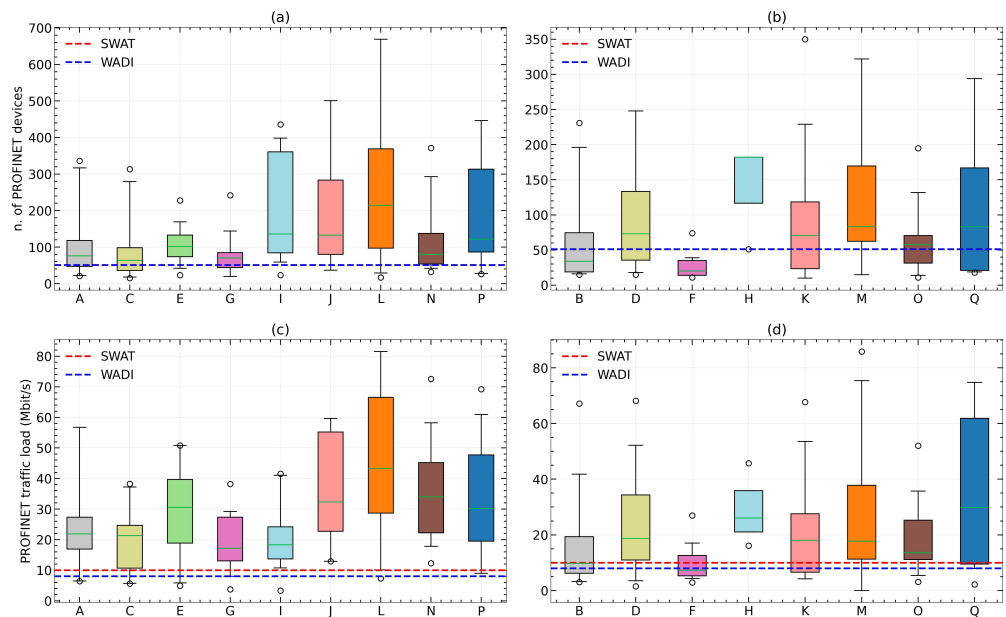 (a)
n. of PROFINET devices
700
600
500
400
300
200
100
0
SWAT
WADI
A C E G I J L N P
(b)
350
300
250
200
150
100
50
0
SWAT
WADI
B D F H K M O Q
(c)
PROFINET traffic load (Mbit/s)
80
70
60
50
40
30
20
10
0
SWAT
WADI
A C E G I J L N P
(d)
80
60
40
20
0
SWAT
WADI
B D F H K M O Q